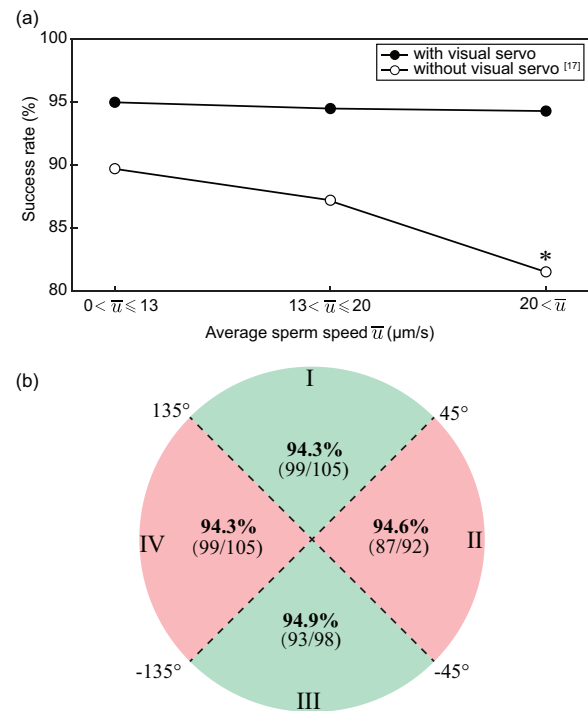 (a)
100
95
90
85
80
Success rate (%)
with visual servo
without visual servo [17]
*
0 < u̅ ⩽ 13
13 < u̅ ⩽ 20
20 < u̅
Average sperm speed u̅ (μm/s)
(b)
I
135°
45°
94.3%
(99/105)
IV
94.3%
(99/105)
94.6%
(87/92)
II
94.9%
(93/98)
-135°
-45°
III